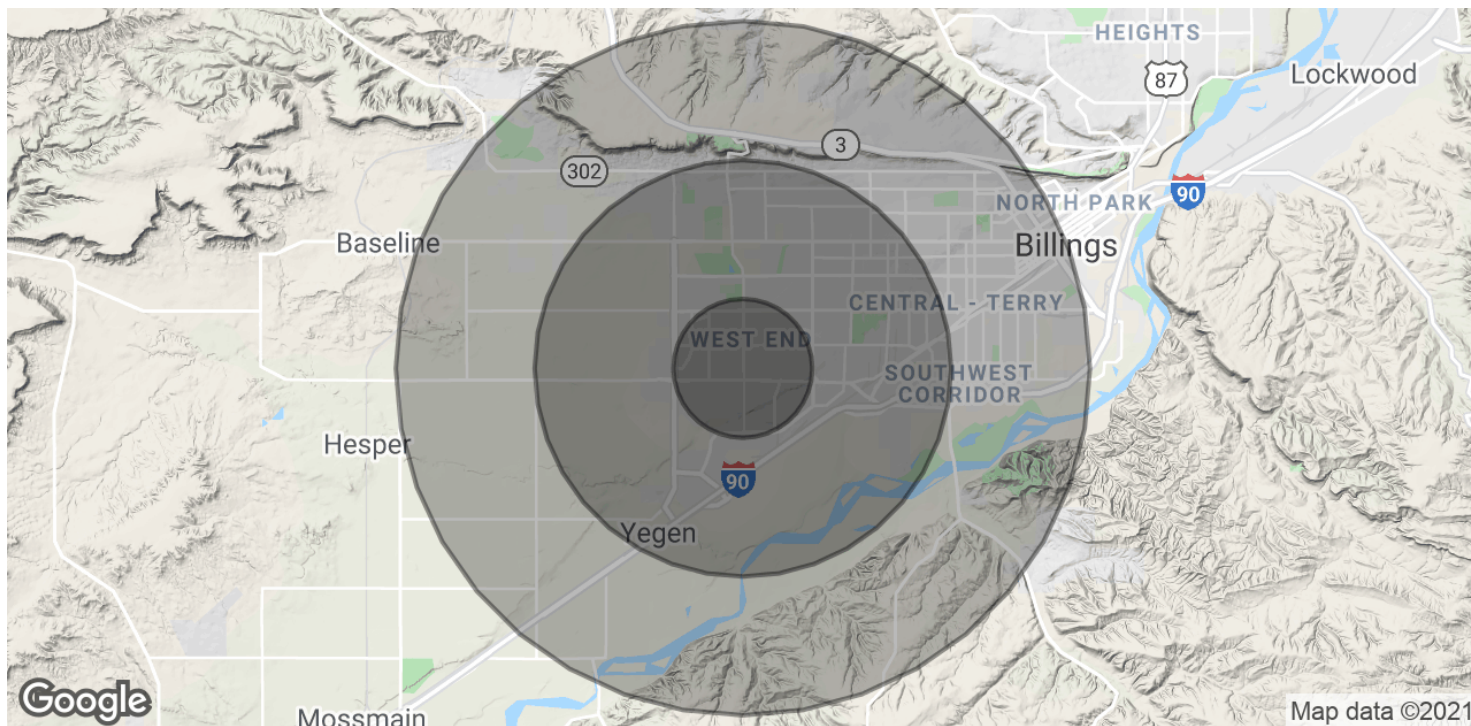 HEIGHTS
87
Lockwood
3
302
90
NORTH PARK
Baseline
Billings
CENTRAL - TERRY
WEST END
SOUTHWEST
CORRIDOR
Hesper
90
Yegen
Google
Mossmain
Map data ©2021